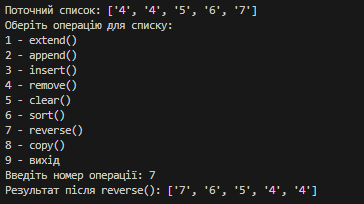 Поточний список: ['4', '4', '5', '6', '7']
Оберіть операцію для списку:
1 - extend()
2 - append()
3 - insert()
4 - remove()
5 - clear()
6 - sort()
7 - reverse()
8 - copy()
9 - вихід
Введіть номер операції: 7
Результат після reverse(): ['7', '6', '5', '4', '4']